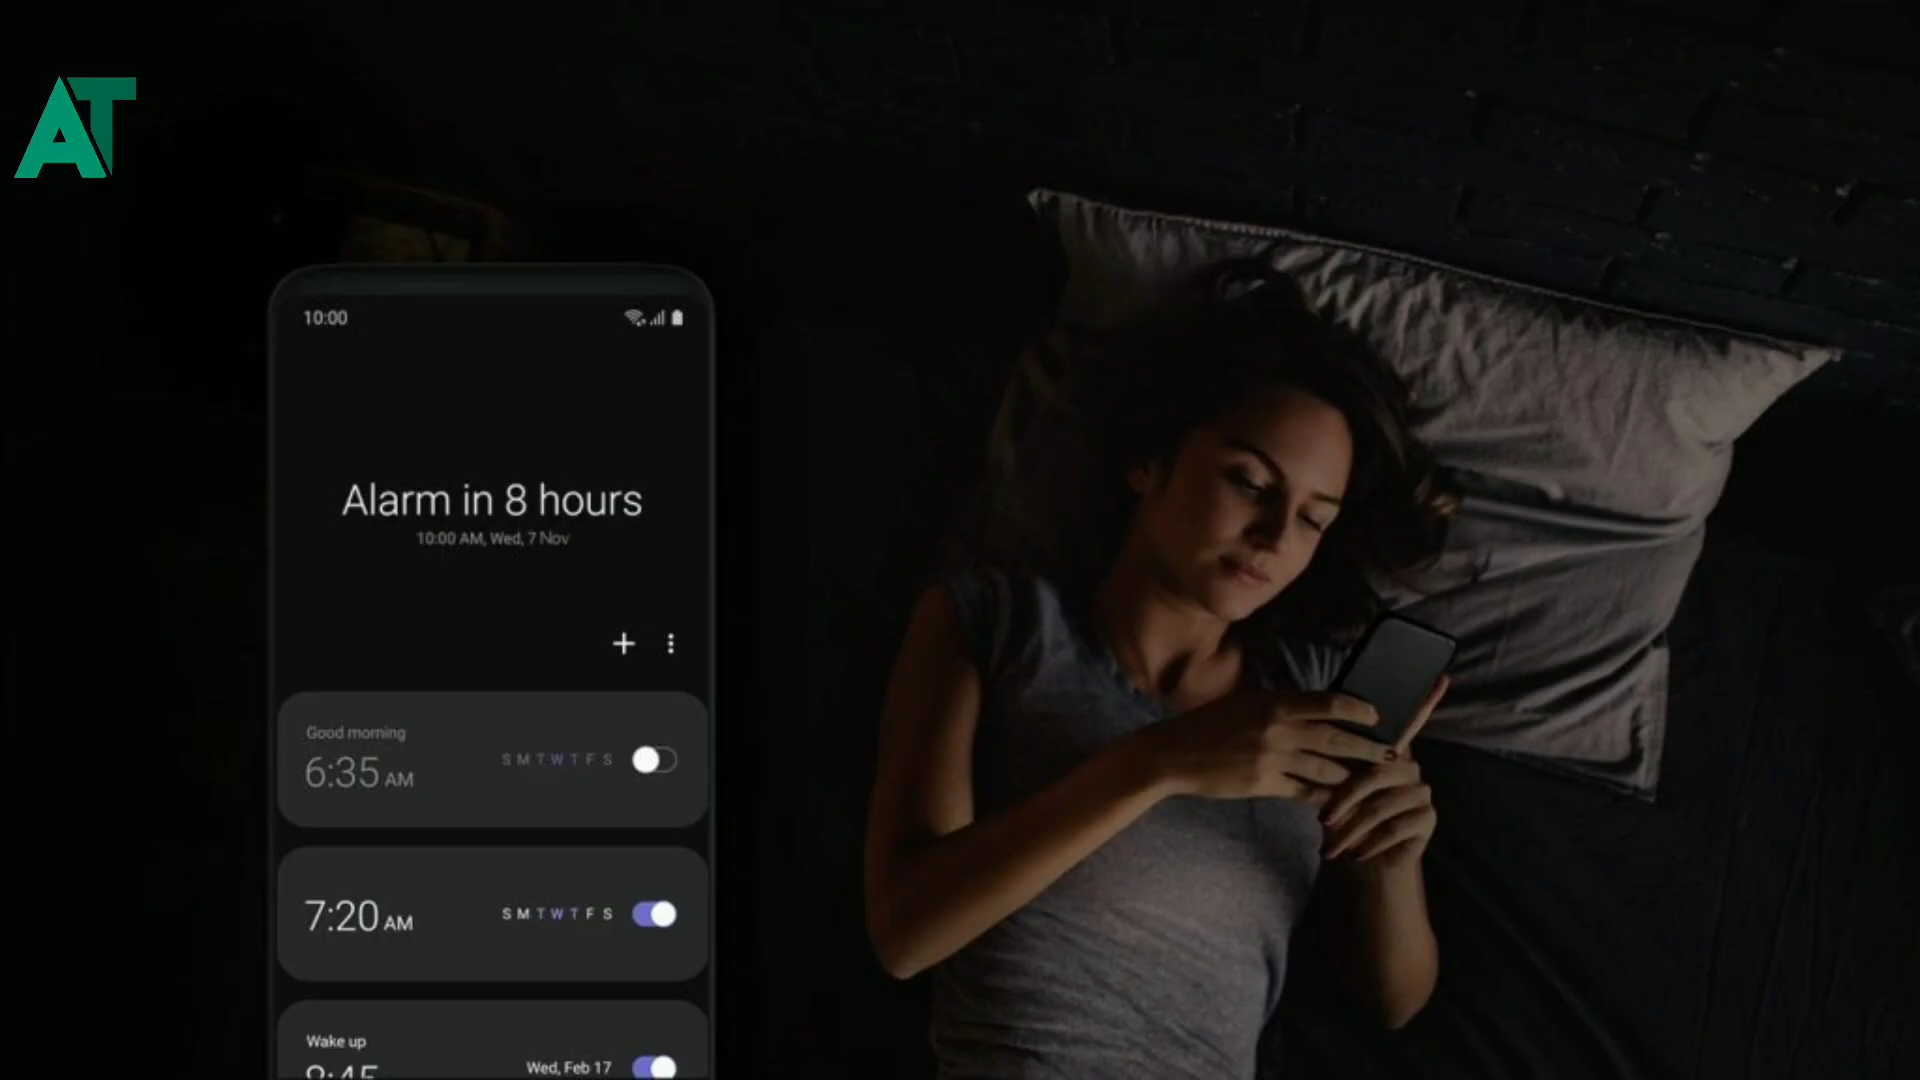 AT
10:00
Alarm in 8 hours
10:00 AM, Wed, 7 Nov
Good morning
6:35 AM
S M T W T F S
7:20 AM
S M T W T F S
Wake up
Wed, Feb 17